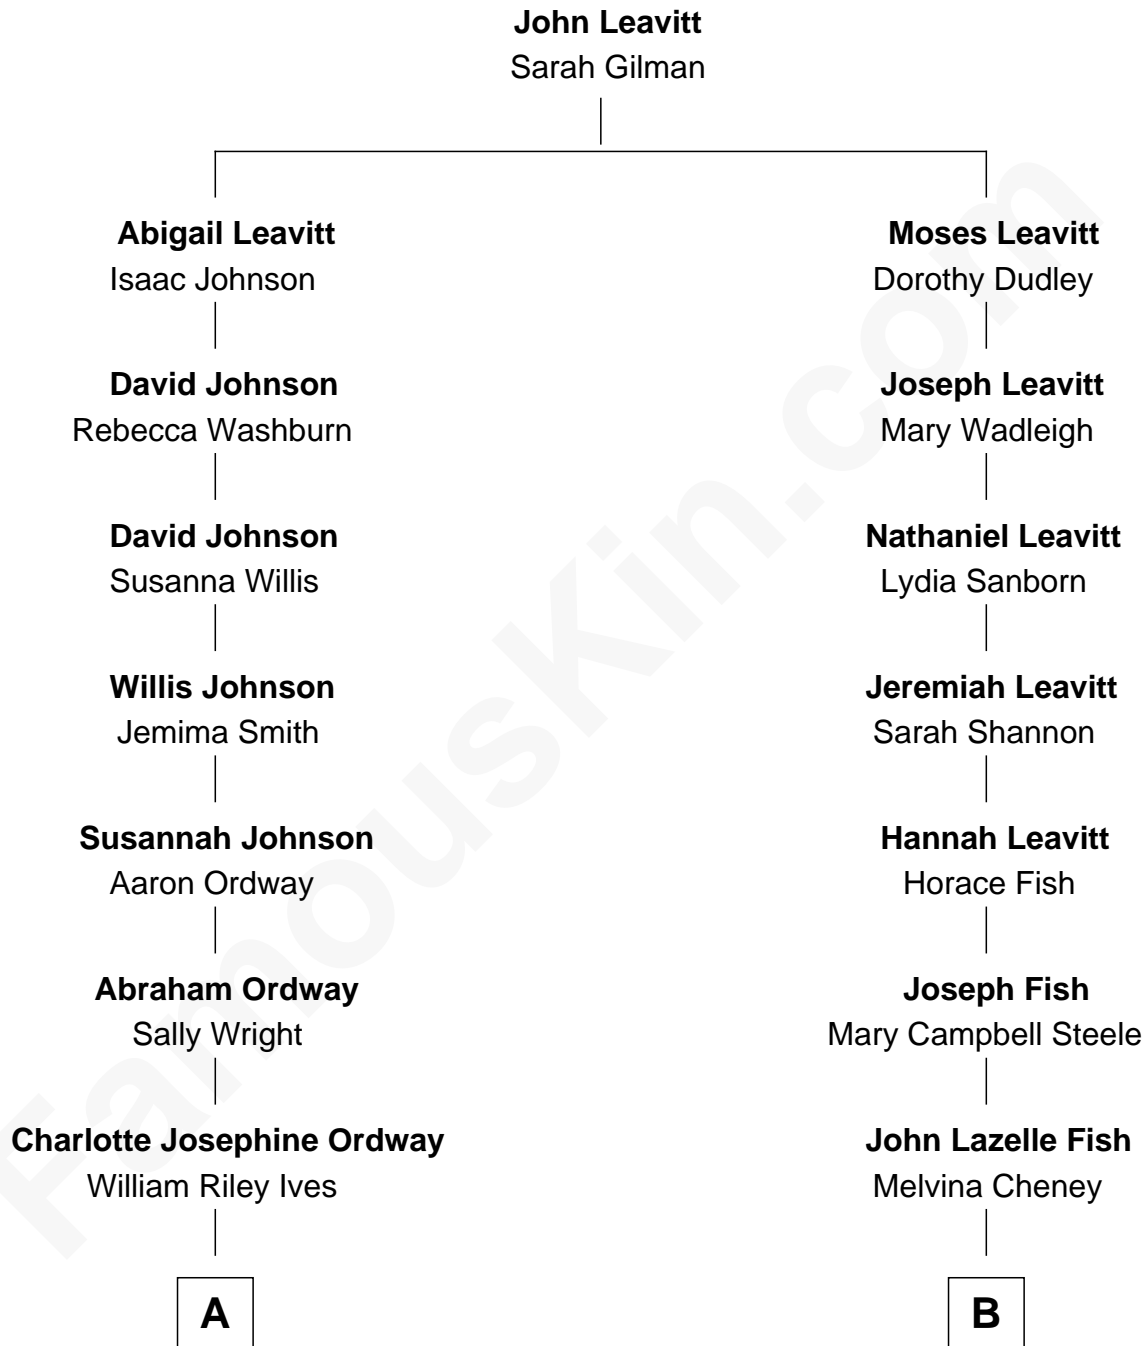 John Leavitt
Sarah Gilman
Abigail Leavitt
Isaac Johnson
David Johnson
Rebecca Washburn
David Johnson
Susanna Willis
Willis Johnson
Jemima Smith
Susannah Johnson
Aaron Ordway
Abraham Ordway
Sally Wright
Charlotte Josephine Ordway
William Riley Ives
A
Moses Leavitt
Dorothy Dudley
Joseph Leavitt
Mary Wadleigh
Nathaniel Leavitt
Lydia Sanborn
Jeremiah Leavitt
Sarah Shannon
Hannah Leavitt
Horace Fish
Joseph Fish
Mary Campbell Steele
John Lazelle Fish
Melvina Cheney
B
FamousKin.com